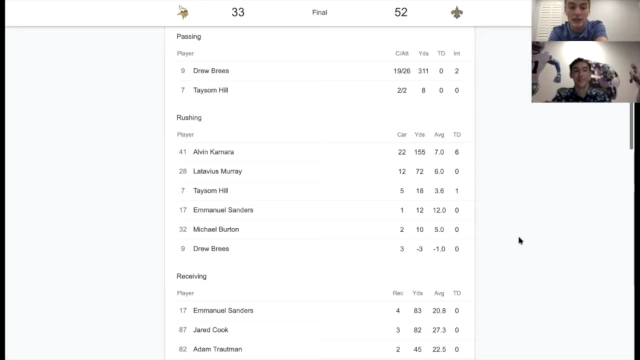 33 Final 52
Passing
Player C/Att Yds TD Int
9 Drew Brees 19/26 311 0 2
7 Taysom Hill 2/2 8 0 0
Rushing
Player Car Yds Avg TD
41 Alvin Kamara 22 155 7.0 6
28 Latavius Murray 12 72 6.0 0
7 Taysom Hill 5 18 3.6 1
17 Emmanuel Sanders 1 12 12.0 0
32 Michael Burton 2 10 5.0 0
9 Drew Brees 3 -3 -1.0 0
Receiving
Player Rec Yds Avg TD
17 Emmanuel Sanders 4 83 20.8 0
87 Jared Cook 3 82 27.3 0
82 Adam Trautman 2 45 22.5 0